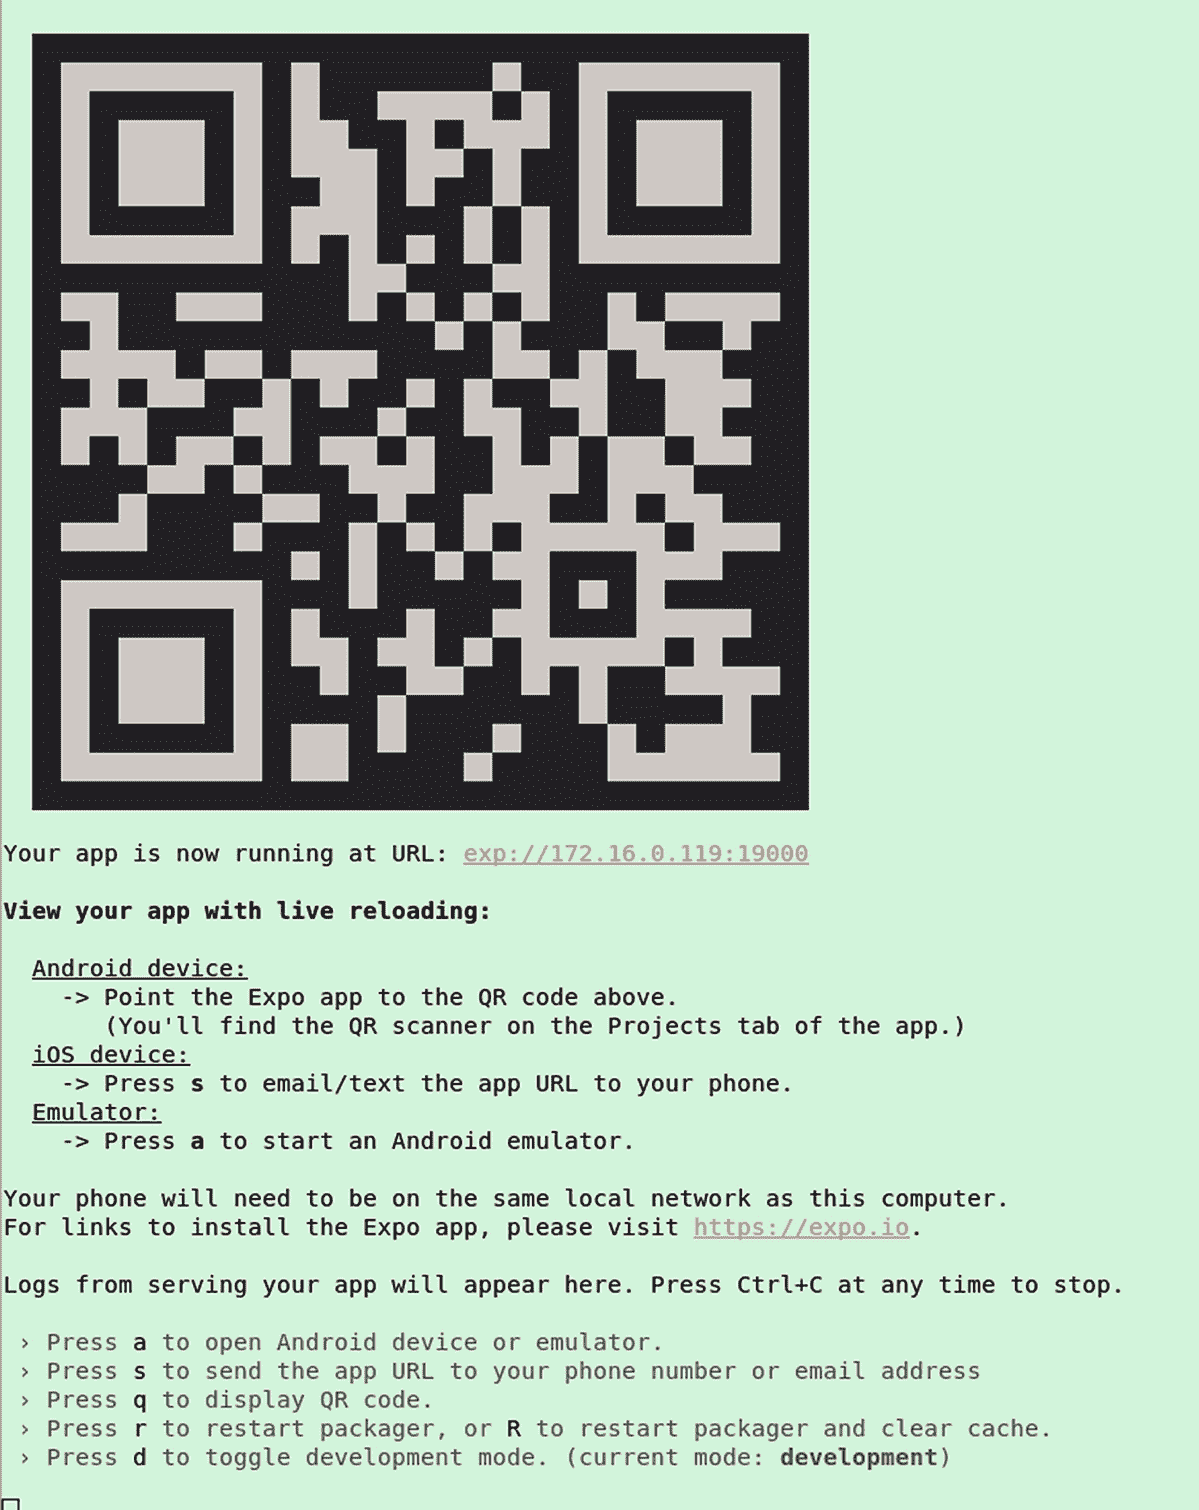 Your app is now running at URL: exp://172.16.0.119:19000
View your app with live reloading:
Android device:
-> Point the Expo app to the QR code above.
(You'll find the QR scanner on the Projects tab of the app.)
iOS device:
-> Press s to email/text the app URL to your phone.
Emulator:
-> Press a to start an Android emulator.
Your phone will need to be on the same local network as this computer.
For links to install the Expo app, please visit https://expo.io.
Logs from serving your app will appear here. Press Ctrl+C at any time to stop.
› Press a to open Android device or emulator.
› Press s to send the app URL to your phone number or email address
› Press q to display QR code.
› Press r to restart packager, or R to restart packager and clear cache.
› Press d to toggle development mode. (current mode: development)